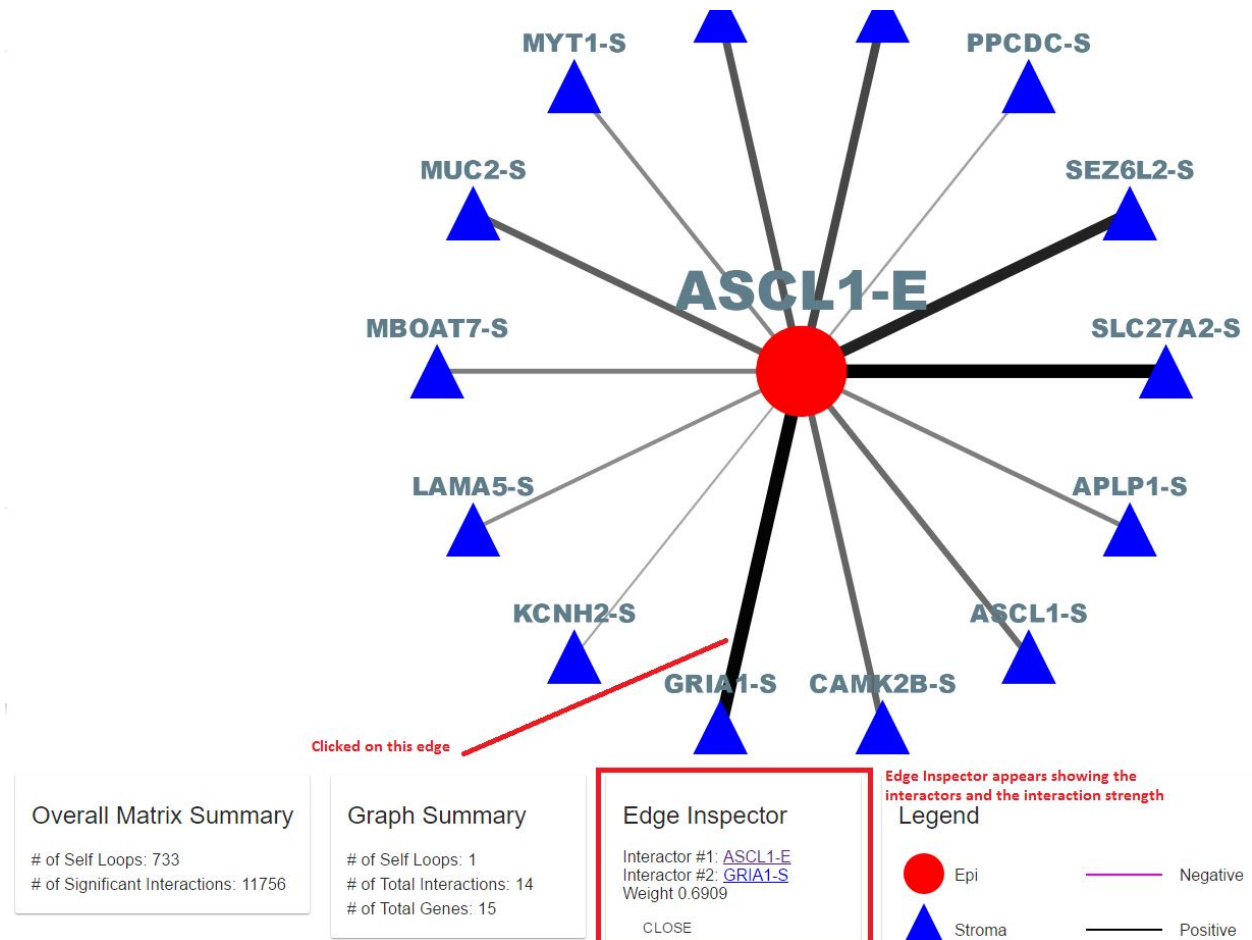 MYT1-S
PPCDC-S
MUC2-S
SEZ6L2-S
ASCL1-E
MBOAT7-S
SLC27A2-S
LAMA5-S
APLP1-S
KCNH2-S
ASCL1-S
GRIA1-S
CAMK2B-S
Clicked on this edge
Edge Inspector appears showing the
interactors and the interaction strength
Overall Matrix Summary
# of Self Loops: 733
# of Significant Interactions: 11756
Graph Summary
# of Self Loops: 1
# of Total Interactions: 14
# of Total Genes: 15
Edge Inspector
Interactor #1: ASCL1-E
Interactor #2: GRIA1-S
Weight 0.6909
CLOSE
Legend
Epi
Negative
Stroma
Positive